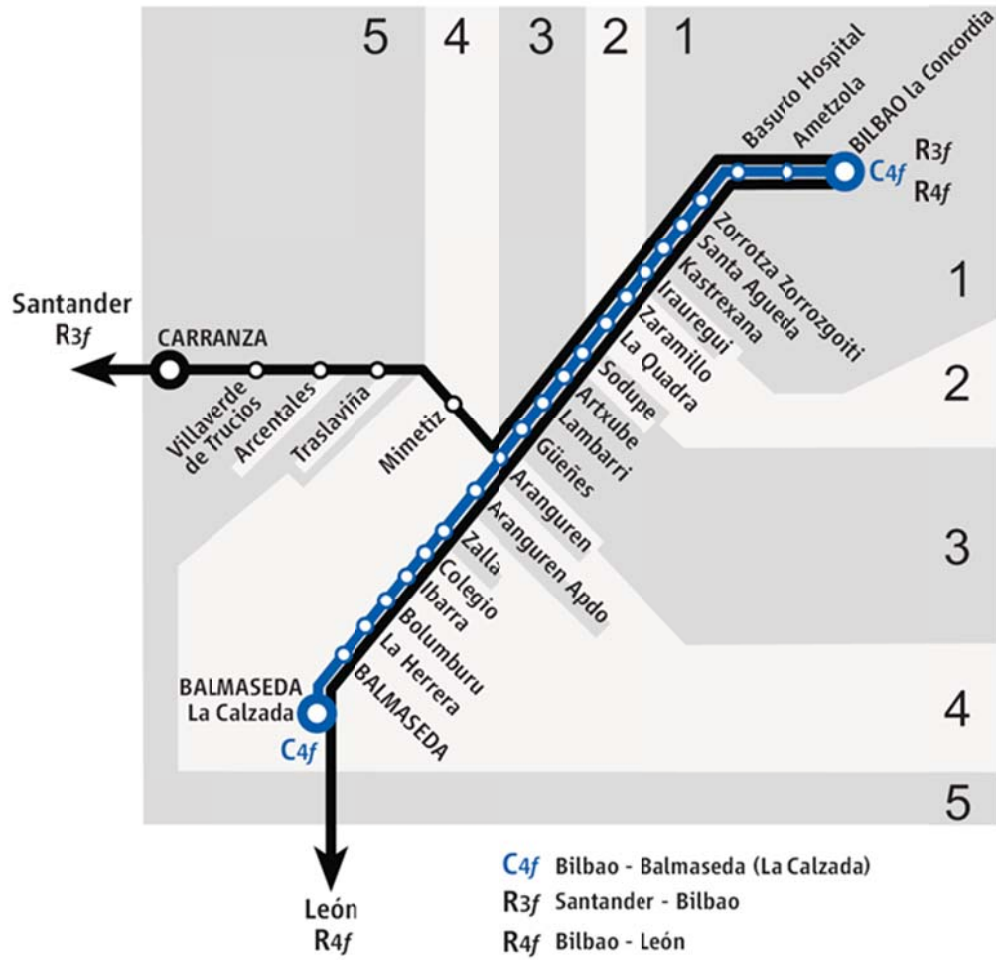 5
4
3
2
1
Basurto Hospital
Ametzola
BILBAO la Concordia
R3f
C4f
R4f
Zorrotza Zorrozgoiti
Santa Agueda
Kastrexana
Irauregui
Zaramillo
La Quadra
Sodupe
Artxube
Lambarri
Güeñes
Aranguren
Aranguren Apdo
Zalla
Colegio
Ibarra
Bolumburu
La Herrera
BALMASEDA
1
2
3
4
5
Santander
R3f
CARRANZA
Villaverde
de Trucios
Arcentales
Traslaviña
Mimetiz
BALMASEDA
La Calzada
C4f
León
R4f
C4f Bilbao - Balmaseda (La Calzada)
R3f Santander - Bilbao
R4f Bilbao - León